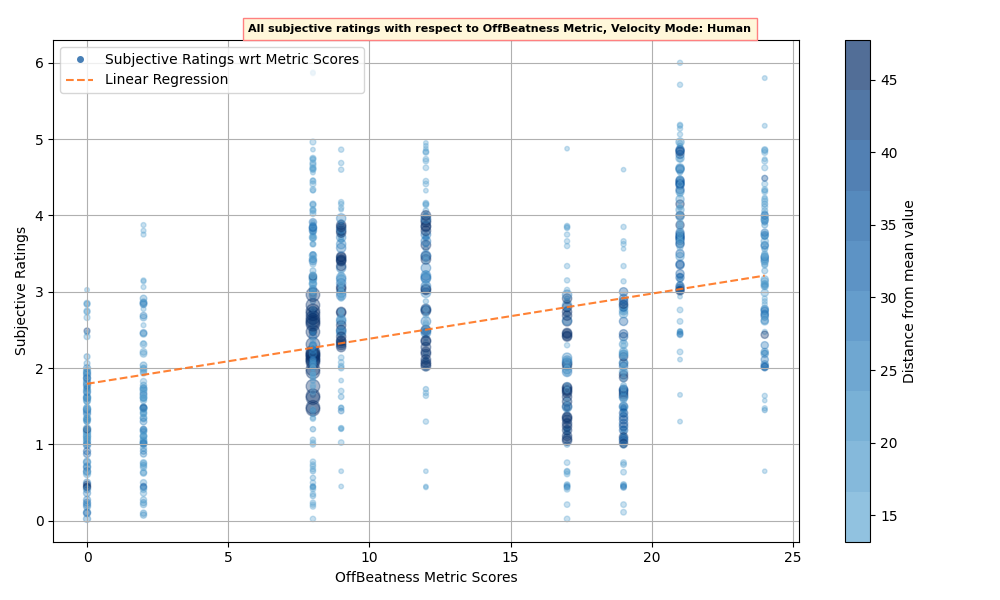 All subjective ratings with respect to OffBeatness Metric, Velocity Mode: Human
Subjective Ratings wrt Metric Scores
Linear Regression
Subjective Ratings
6
5
4
3
2
1
0
0 5 10 15 20 25
OffBeatness Metric Scores
45
40
35
30
25
20
15
Distance from mean value